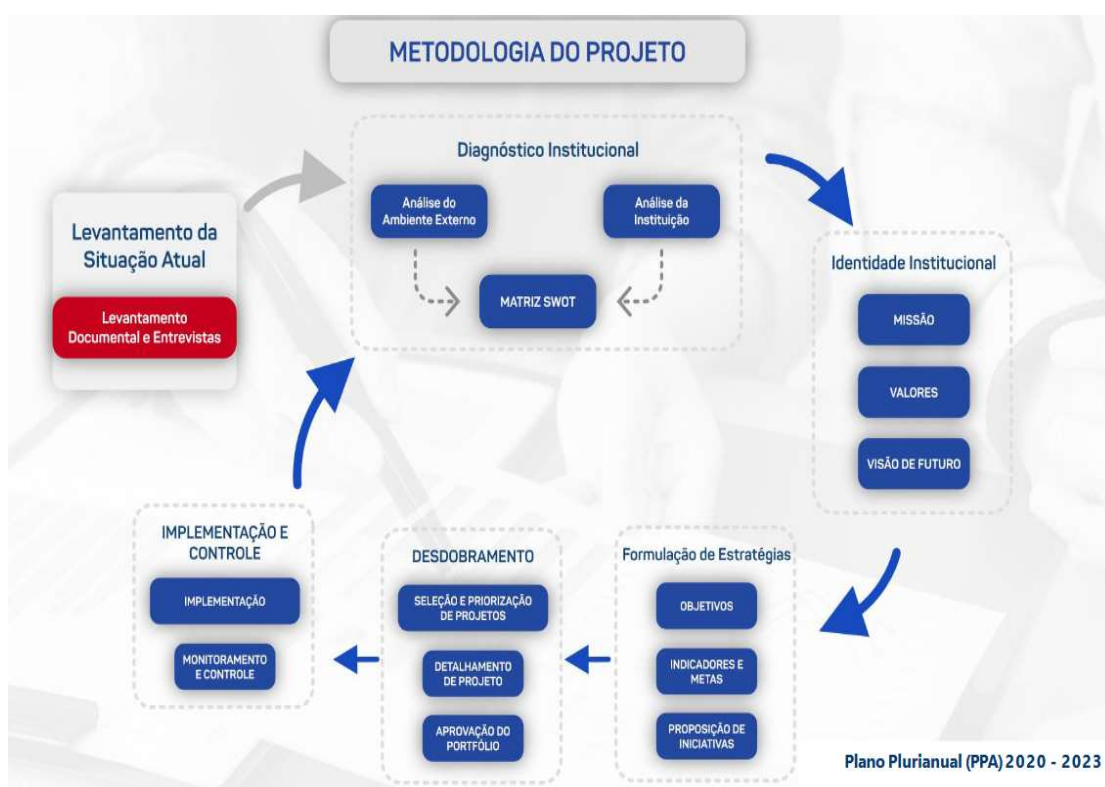 METODOLOGIA DO PROJETO
Levantamento da
Situação Atual
Levantamento
Documental e Entrevistas
Diagnóstico Institucional
Análise do
Ambiente Externo
Análise da
Instituição
MATRIZ SWOT
Identidade Institucional
MISSÃO
VALORES
VISÃO DE FUTURO
Formulação de Estratégias
OBJETIVOS
INDICADORES E
METAS
PROPOSIÇÃO DE
INICIATIVAS
DESDOBRAMENTO
SELEÇÃO E PRIORIZAÇÃO
DE PROJETOS
DETALHAMENTO
DE PROJETO
APROVAÇÃO DO
PORTFÓLIO
IMPLEMENTAÇÃO E
CONTROLE
IMPLEMENTAÇÃO
MONITORAMENTO
E CONTROLE
Plano Plurianual (PPA) 2020 - 2023